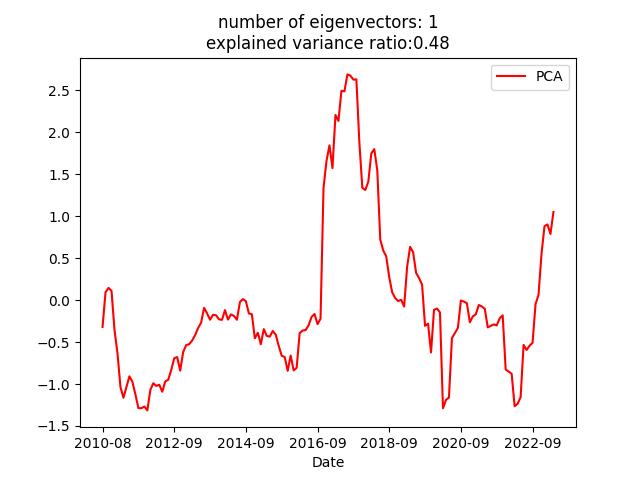 number of eigenvectors: 1
explained variance ratio:0.48
PCA
2.5
2.0
1.5
1.0
0.5
0.0
−0.5
−1.0
−1.5
2010-08 2012-09 2014-09 2016-09 2018-09 2020-09 2022-09
Date